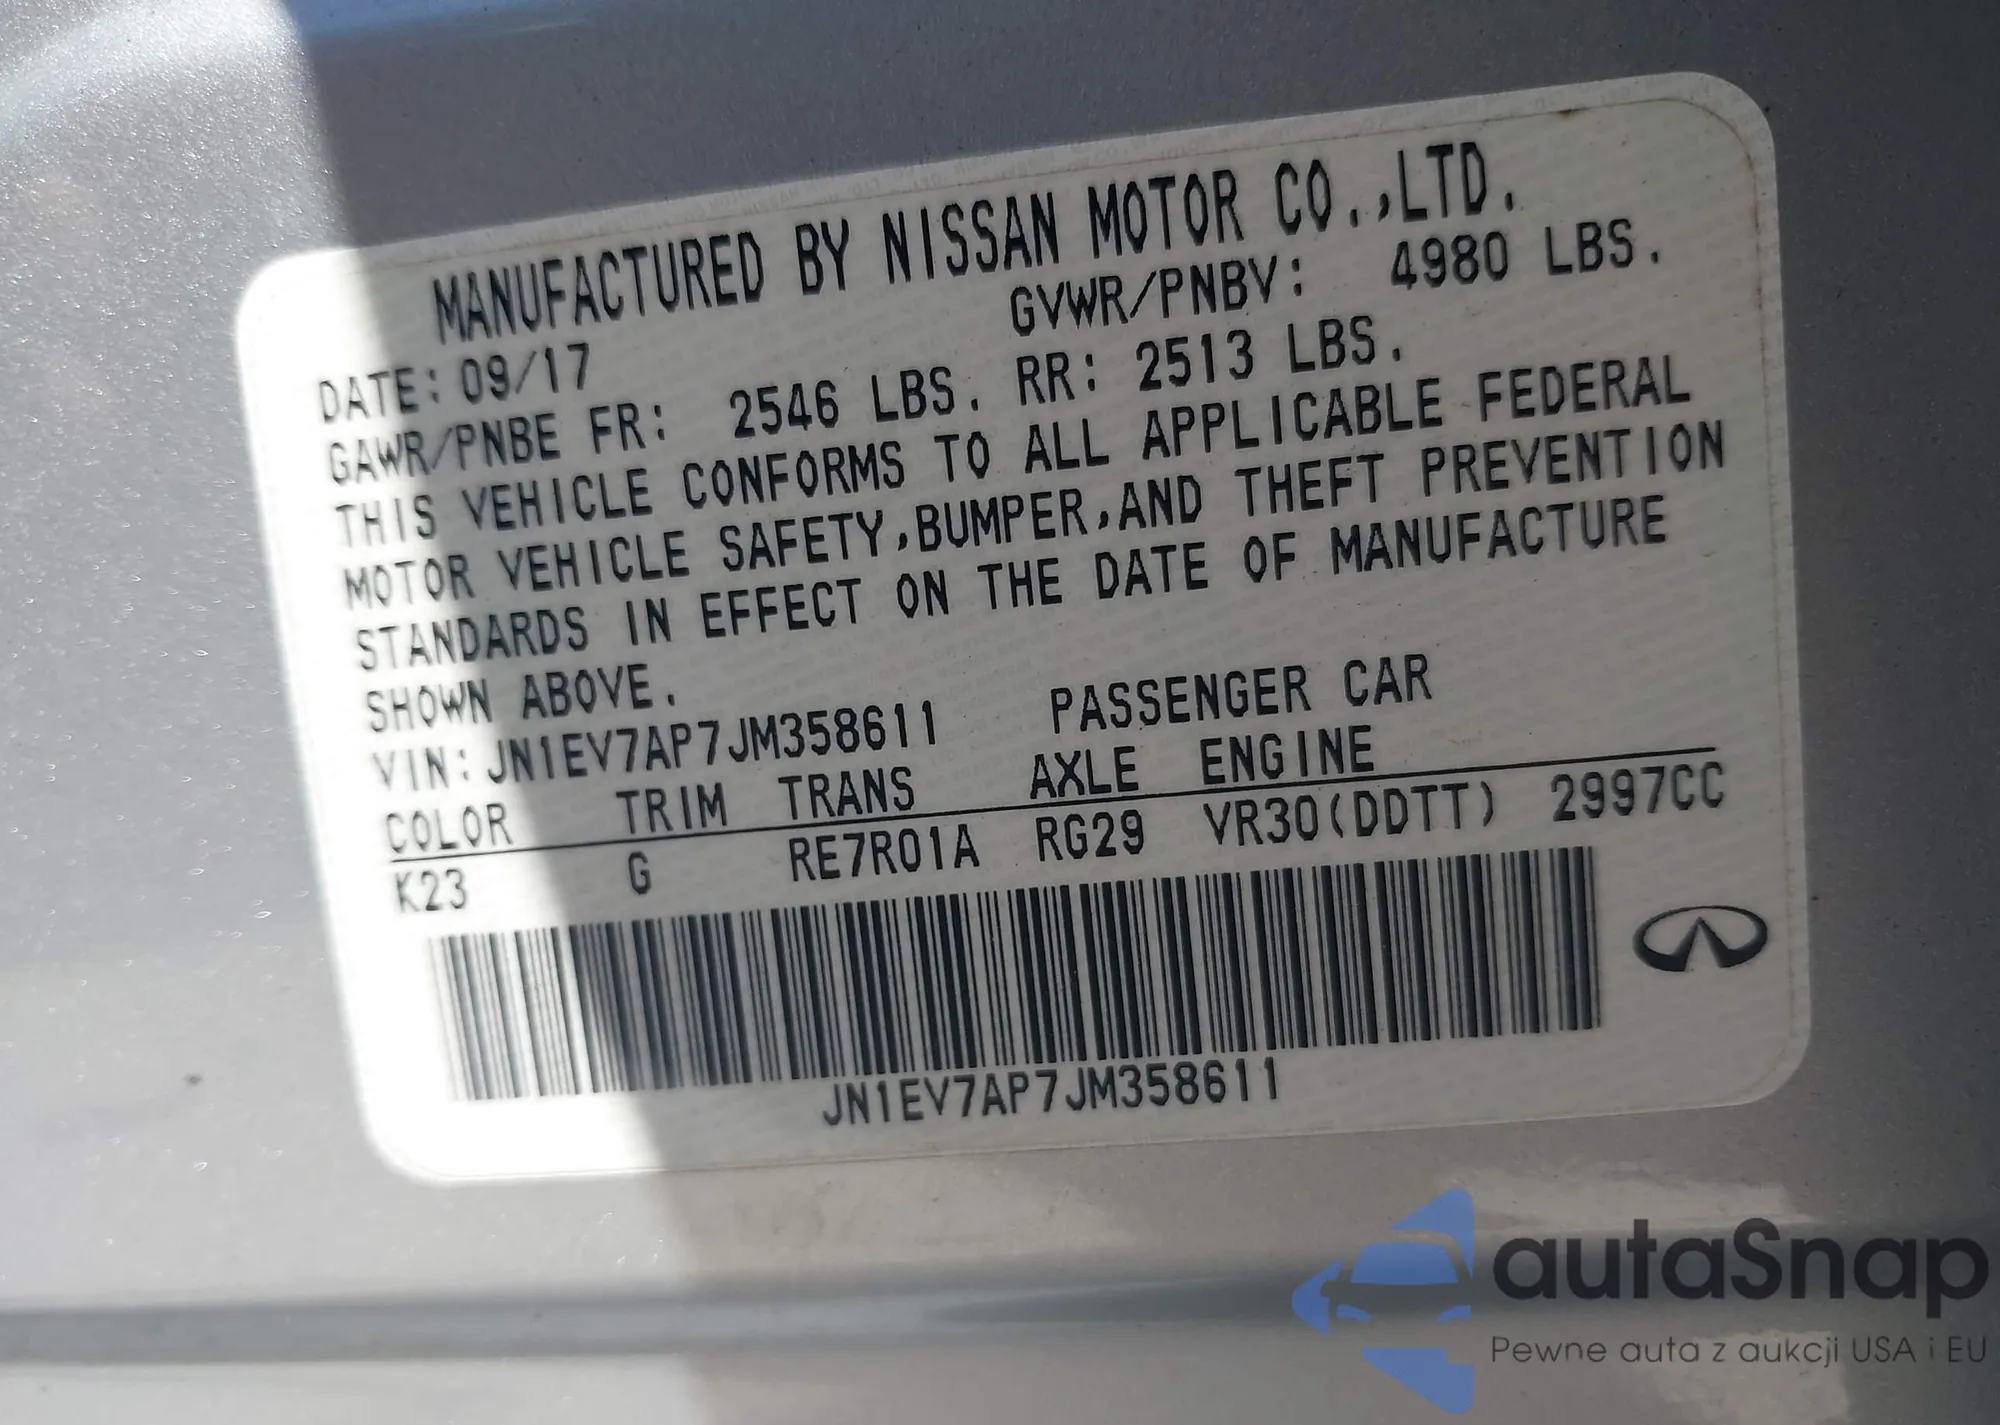 MANUFACTURED BY NISSAN MOTOR CO.,LTD.
DATE: 09/17 GVWR/PNBV: 4980 LBS.
GAWR/PNBE FR: 2546 LBS. RR: 2513 LBS.
THIS VEHICLE CONFORMS TO ALL APPLICABLE FEDERAL
MOTOR VEHICLE SAFETY,BUMPER,AND THEFT PREVENTION
STANDARDS IN EFFECT ON THE DATE OF MANUFACTURE
SHOWN ABOVE.
VIN: JN1EV7AP7JM358611 PASSENGER CAR
COLOR TRIM TRANS AXLE ENGINE
K23 G RE7R01A RG29 VR30(DDTT) 2997CC
JN1EV7AP7JM358611
autaSnap
Pewne auta z aukcji USA i EU